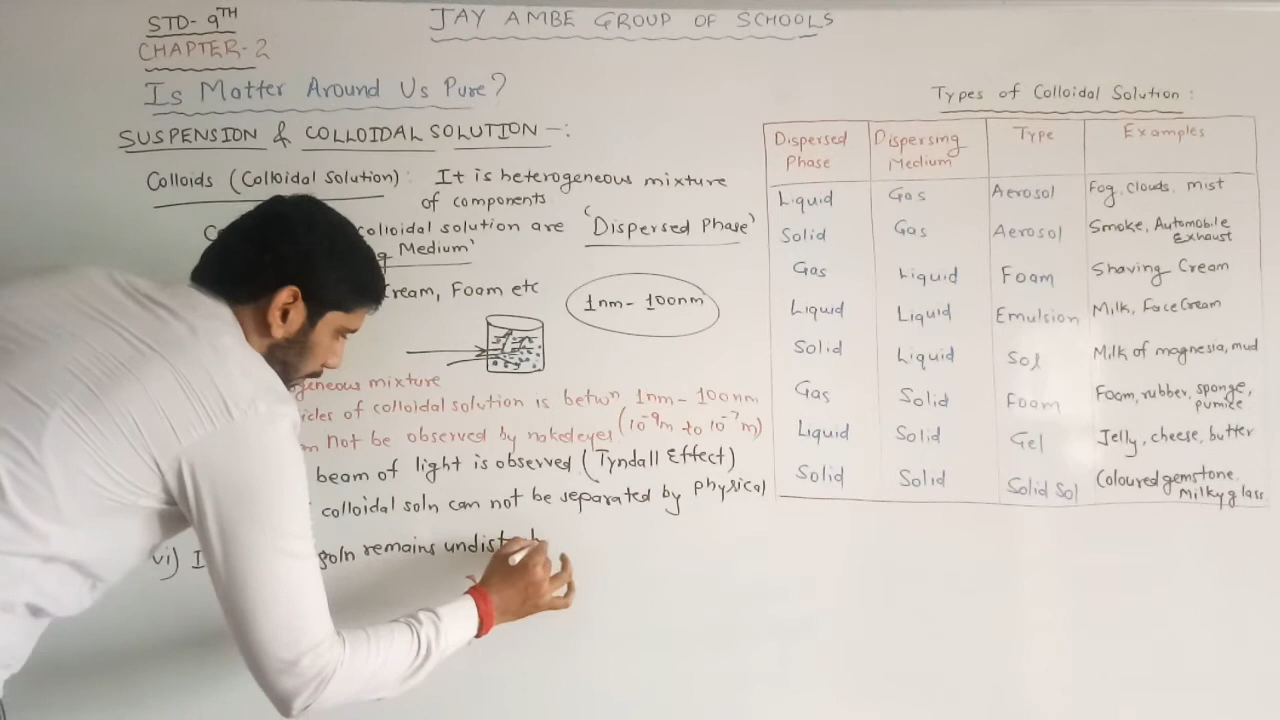 STD- 9TH
JAY AMBE GROUP OF SCHOOLS
CHAPTER-2
Is Matter Around Us Pure?
SUSPENSION & COLLOIDAL SOLUTION -:
Colloids (Colloidal Solution): It is heterogeneous mixture
of components
colloidal solution are 'Dispersed Phase'
Medium'
Cream, Foam etc
1nm- 100nm
mixture
of colloidal solution is betwn 1nm- 100nm
not be observed by nakedeyes (10⁻⁹m to 10⁻⁷m)
beam of light is observed (Tyndall Effect)
colloidal soln can not be separated by physical
vi) I soln remains
Types of Colloidal Solution:
Dispersed Phase Dispersing Medium Type Examples
Liquid Gas Aerosol Fog, clouds, mist
Solid Gas Aerosol Smoke, Automobile Exhaust
Gas Liquid Foam Shaving Cream
Liquid Liquid Emulsion Milk, Face Cream
Solid Liquid Sol Milk of magnesia, mud
Gas Solid Foam Foam, rubber, sponge, pumice
Liquid Solid Gel Jelly, cheese, butter
Solid Solid Solid Sol Coloured gemstone, Milky glass